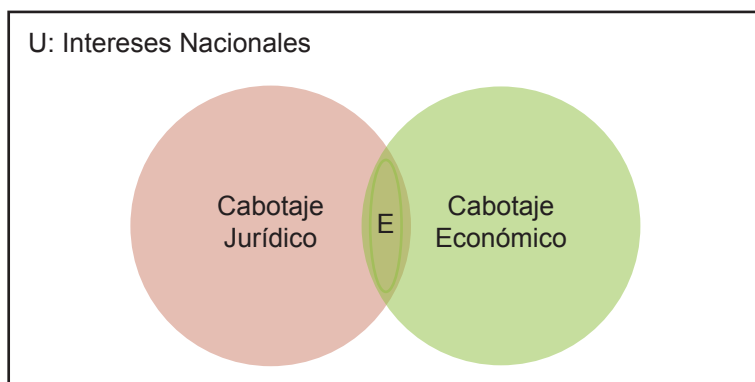 U: Intereses Nacionales
Cabotaje
Jurídico
E
Cabotaje
Económico